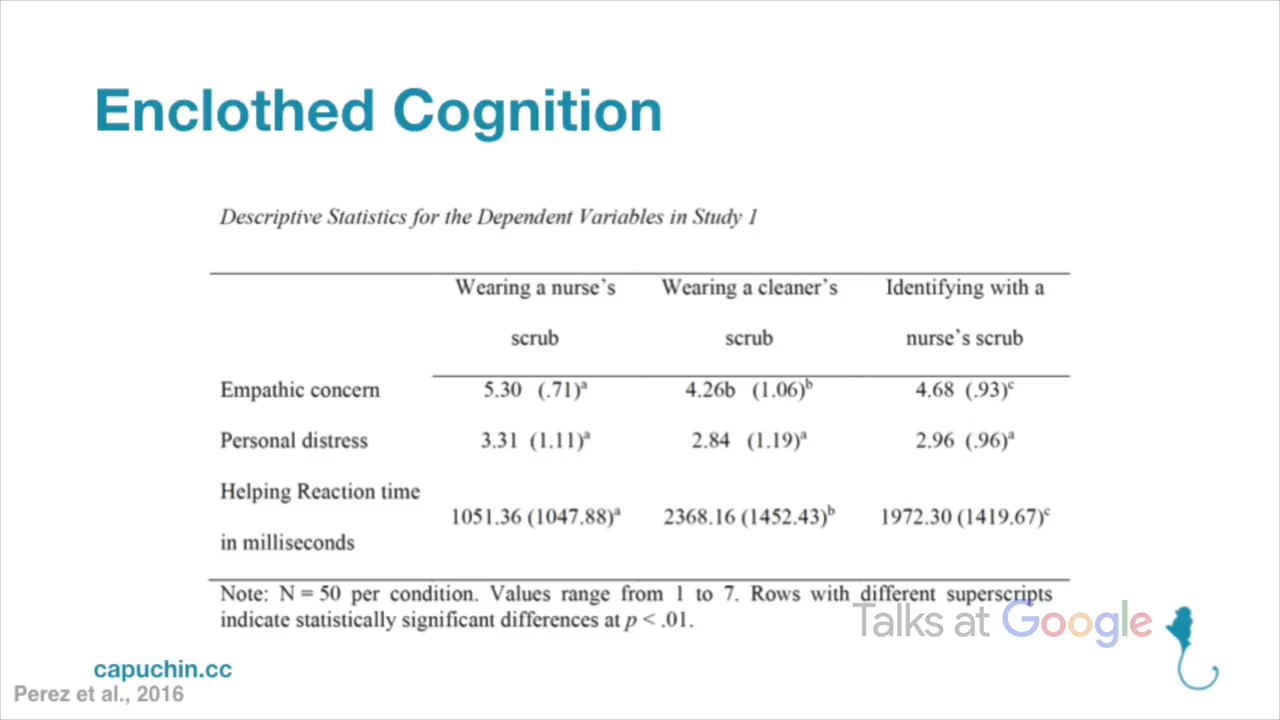 Enclothed Cognition
Descriptive Statistics for the Dependent Variables in Study 1
Wearing a nurse's scrub
Wearing a cleaner's scrub
Identifying with a nurse's scrub
Empathic concern 5.30 (.71)ᵃ 4.26b (1.06)ᵇ 4.68 (.93)ᶜ
Personal distress 3.31 (1.11)ᵃ 2.84 (1.19)ᵃ 2.96 (.96)ᵃ
Helping Reaction time
in milliseconds
1051.36 (1047.88)ᵃ 2368.16 (1452.43)ᵇ 1972.30 (1419.67)ᶜ
Note: N = 50 per condition. Values range from 1 to 7. Rows with different superscripts
indicate statistically significant differences at p < .01.
Talks at Google
capuchin.cc
Perez et al., 2016